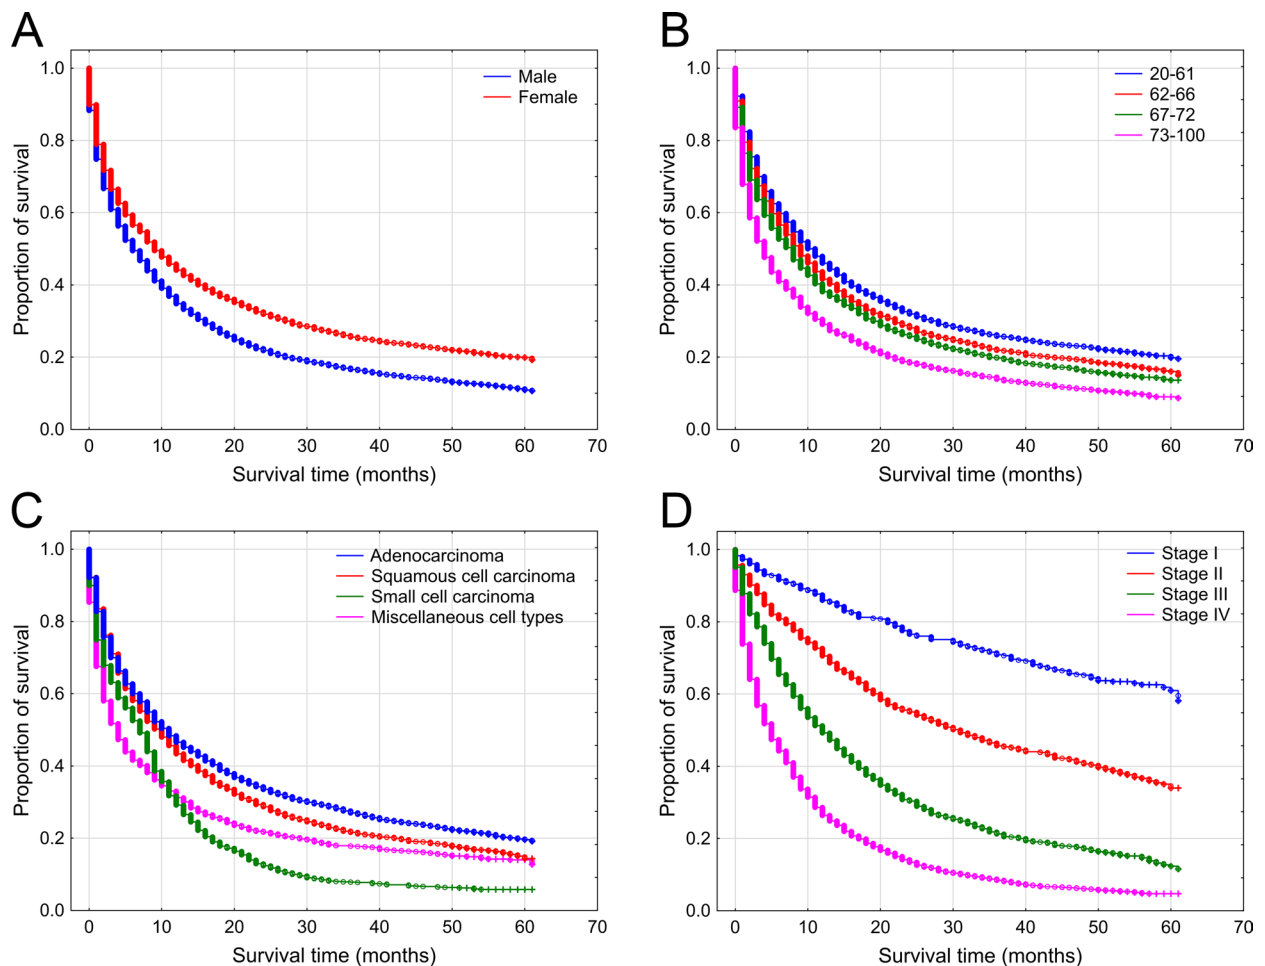 A
Proportion of survival
1.0
0.8
0.6
0.4
0.2
0.0
Male
Female
0 10 20 30 40 50 60 70
Survival time (months)
B
Proportion of survival
1.0
0.8
0.6
0.4
0.2
0.0
20-61
62-66
67-72
73-100
0 10 20 30 40 50 60 70
Survival time (months)
C
Proportion of survival
1.0
0.8
0.6
0.4
0.2
0.0
Adenocarcinoma
Squamous cell carcinoma
Small cell carcinoma
Miscellaneous cell types
0 10 20 30 40 50 60 70
Survival time (months)
D
Proportion of survival
1.0
0.8
0.6
0.4
0.2
0.0
Stage I
Stage II
Stage III
Stage IV
0 10 20 30 40 50 60 70
Survival time (months)